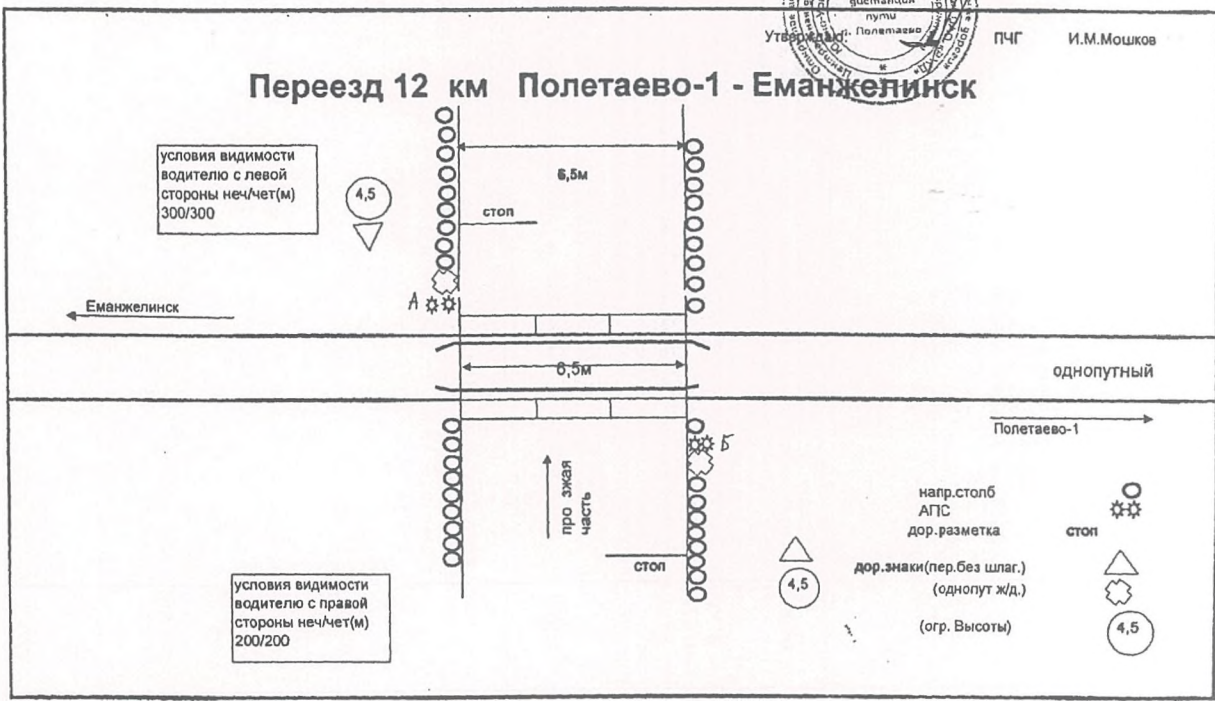 дистанция
пути
Полетаево
Утверждаю:
ПЧГ И.М.Мошков
Переезд 12 км Полетаево-1 - Еманжелинск
условия видимости
водителю с левой
стороны неч/чет(м)
300/300
4,5
6,5м
стоп
А
Еманжелинск
6,5м
однопутный
Полетаево-1
Б
про зжая
часть
стоп
напр.столб
АПС
дор.разметка стоп
4,5
дор.знаки(пер.без шлаг.)
(однопут ж/д.)
(огр. Высоты) 4,5
условия видимости
водителю с правой
стороны неч/чет(м)
200/200